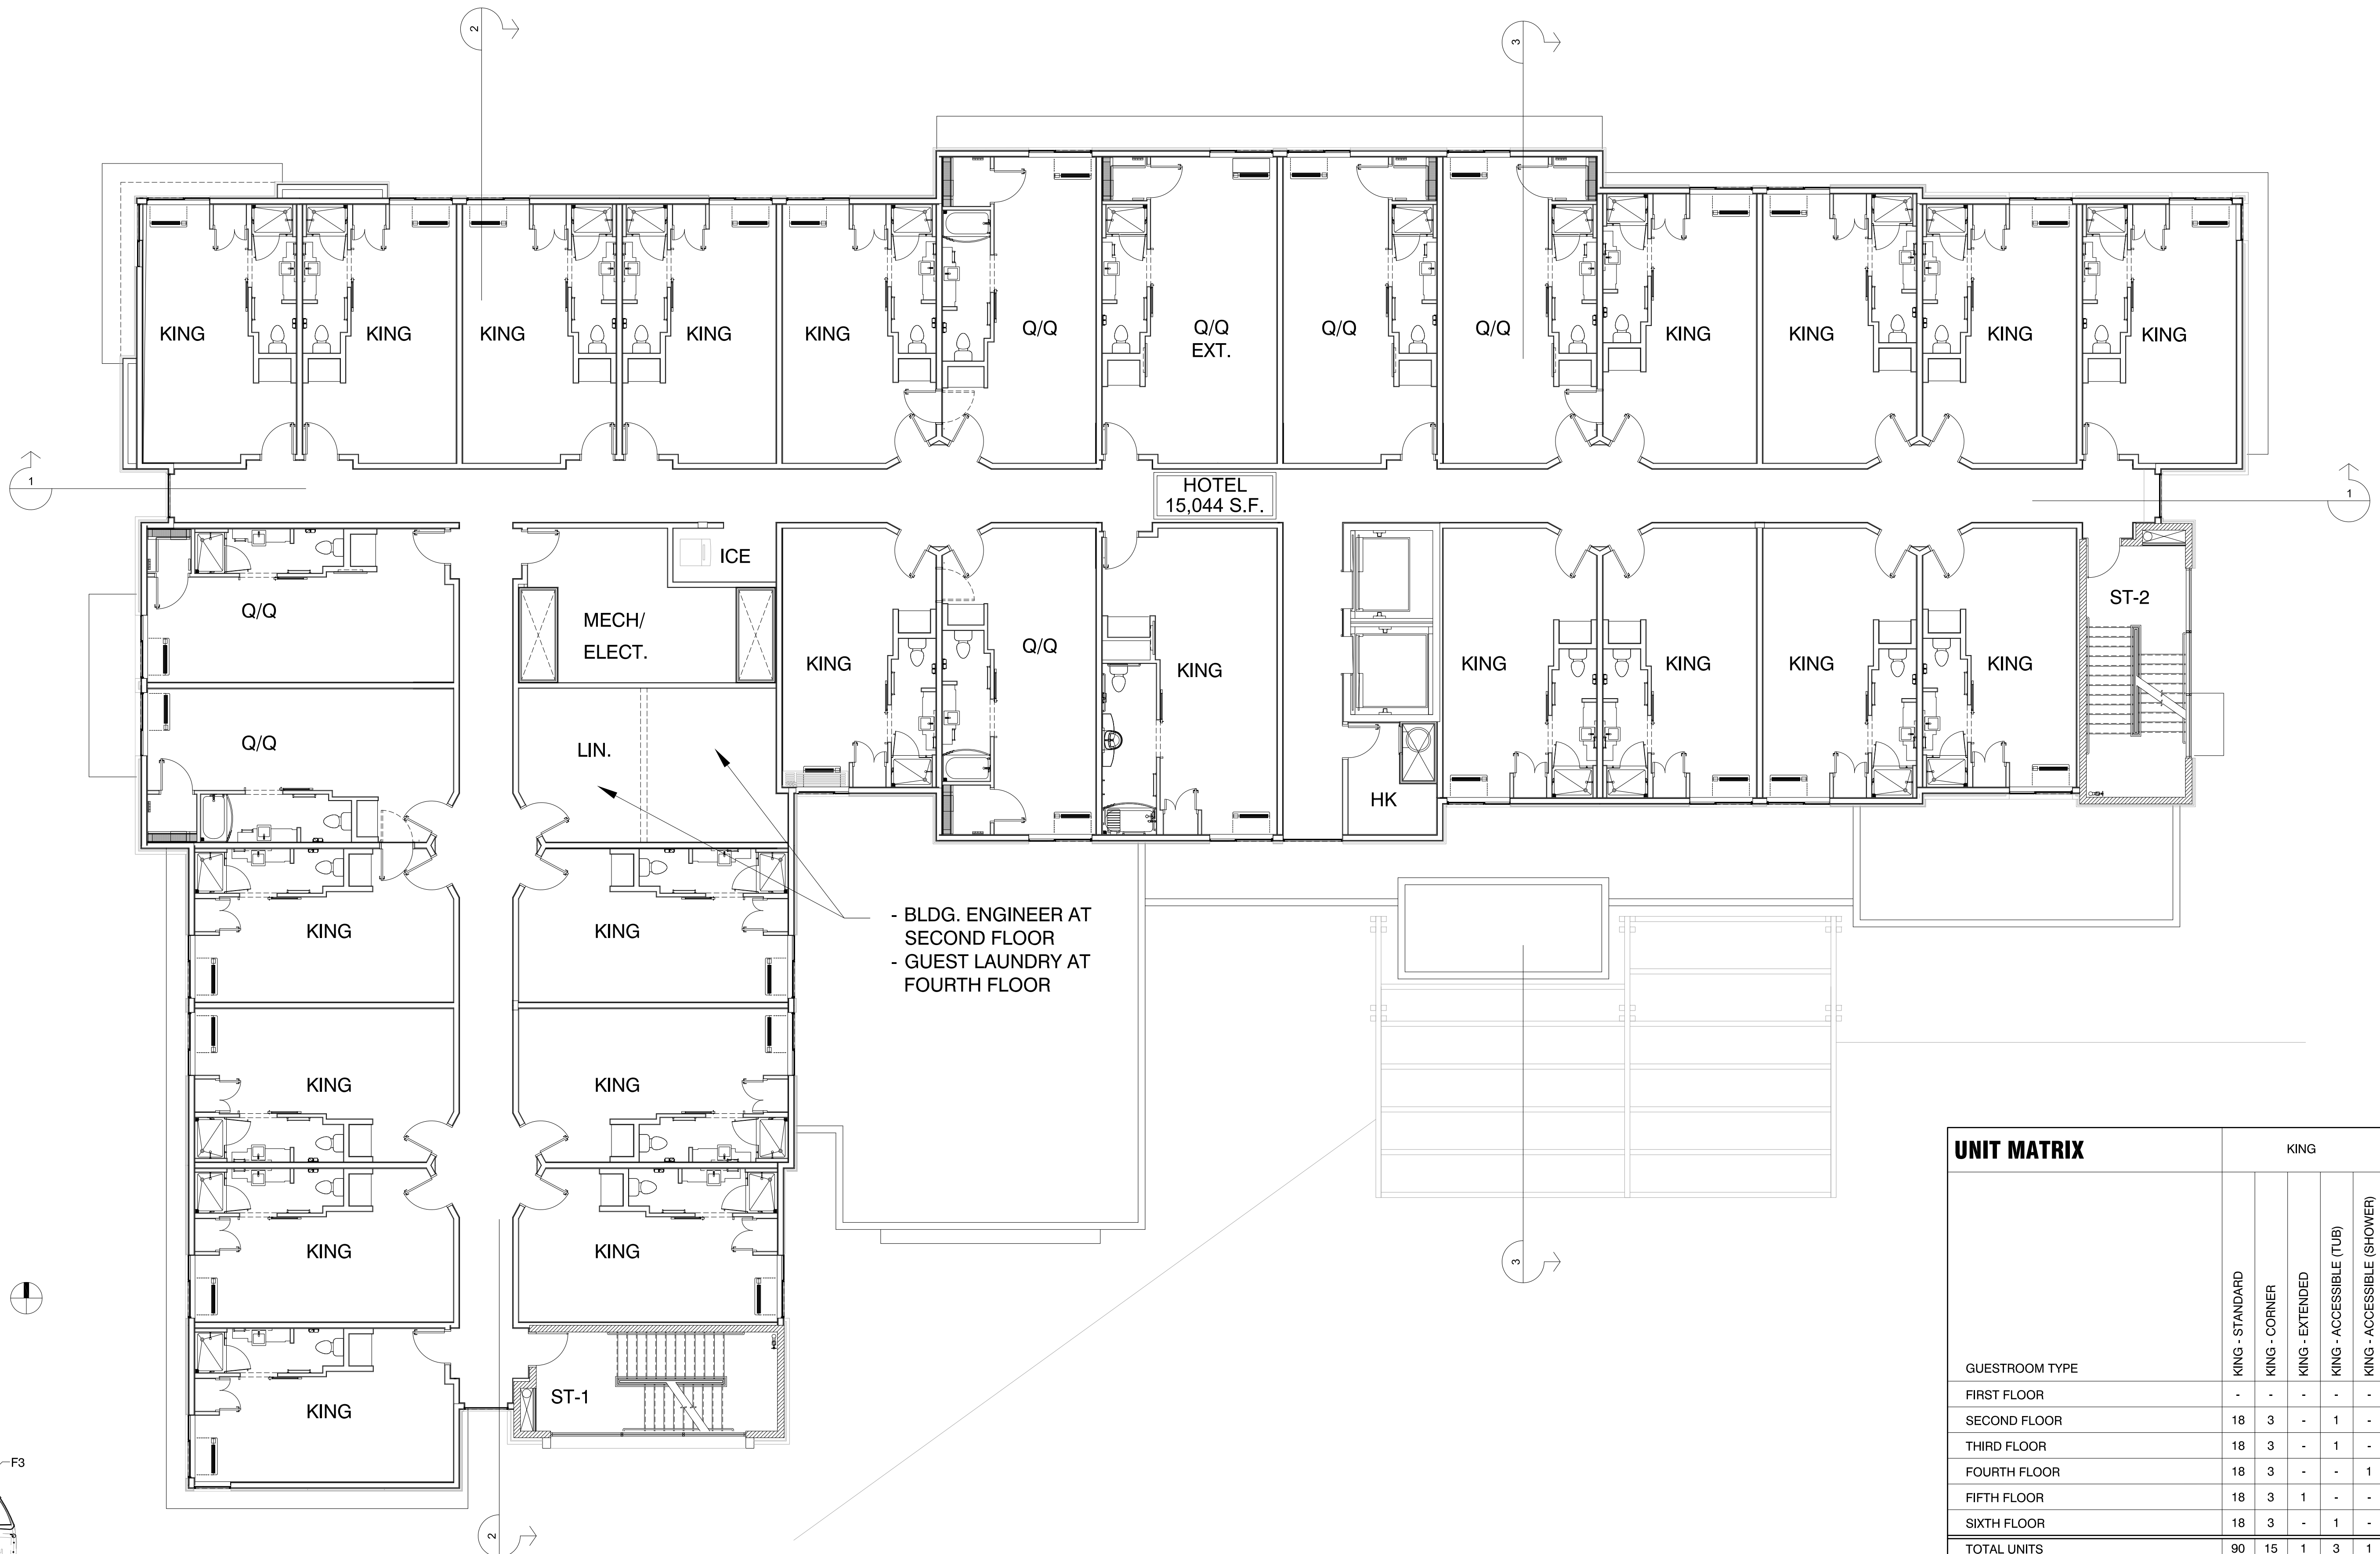 2
3
KING
KING
KING
KING
KING
Q/Q
Q/Q
EXT.
Q/Q
Q/Q
KING
KING
KING
KING
1
HOTEL
15,044 S.F.
1
ICE
Q/Q
MECH/
ELECT.
KING
Q/Q
KING
KING
KING
KING
KING
ST-2
Q/Q
LIN.
HK
- BLDG. ENGINEER AT
SECOND FLOOR
- GUEST LAUNDRY AT
FOURTH FLOOR
KING
KING
KING
KING
KING
KING
3
KING
ST-1
F3
2
UNIT MATRIX
KING
GUESTROOM TYPE
KING - STANDARD
KING - CORNER
KING - EXTENDED
KING - ACCESSIBLE (TUB)
KING - ACCESSIBLE (SHOWER)
FIRST FLOOR - - - - -
SECOND FLOOR 18 3 - 1 -
THIRD FLOOR 18 3 - 1 -
FOURTH FLOOR 18 3 - - 1
FIFTH FLOOR 18 3 1 - -
SIXTH FLOOR 18 3 - 1 -
TOTAL UNITS 90 15 1 3 1